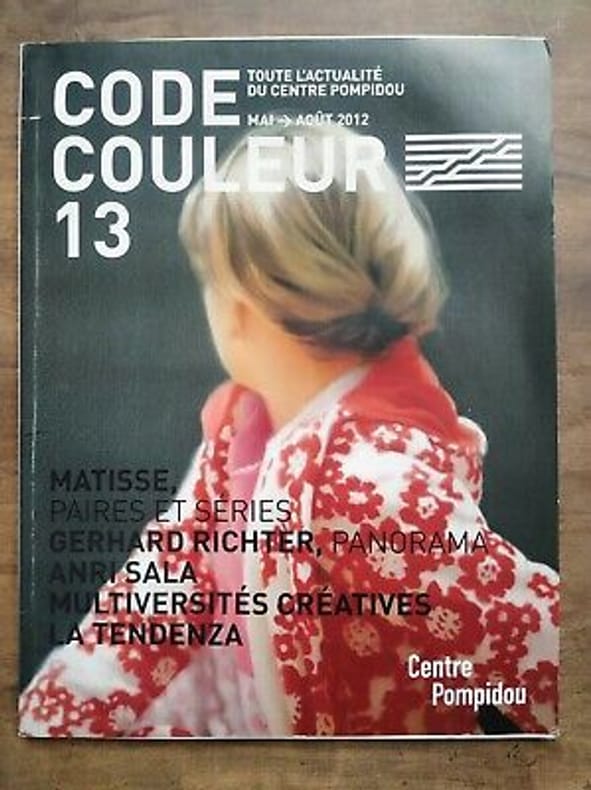 CODE
COULEUR
13
TOUTE L'ACTUALITÉ
DU CENTRE POMPIDOU
MAI → AOÛT 2012
MATISSE,
PAIRES ET SÉRIES
GERHARD RICHTER, PANORAMA
ANRI SALA
MULTIVERSITÉS CRÉATIVES
LA TENDENZA
Centre
Pompidou